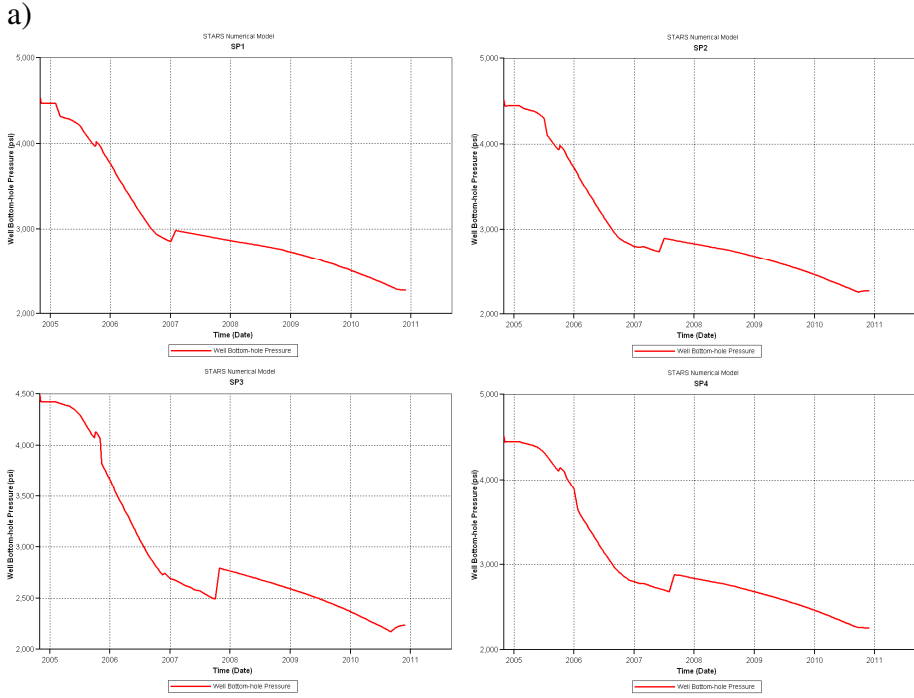 a)
STARS Numerical Model
SP1
Well Bottom-hole Pressure (psi)
5,000
4,000
3,000
2,000
2005 2006 2007 2008 2009 2010 2011
Time (Date)
Well Bottom-hole Pressure
STARS Numerical Model
SP2
Well Bottom-hole Pressure (psi)
5,000
4,000
3,000
2,000
2005 2006 2007 2008 2009 2010 2011
Time (Date)
Well Bottom-hole Pressure
STARS Numerical Model
SP3
Well Bottom-hole Pressure (psi)
4,500
4,000
3,500
3,000
2,500
2,000
2005 2006 2007 2008 2009 2010 2011
Time (Date)
Well Bottom-hole Pressure
STARS Numerical Model
SP4
Well Bottom-hole Pressure (psi)
5,000
4,000
3,000
2,000
2005 2006 2007 2008 2009 2010 2011
Time (Date)
Well Bottom-hole Pressure